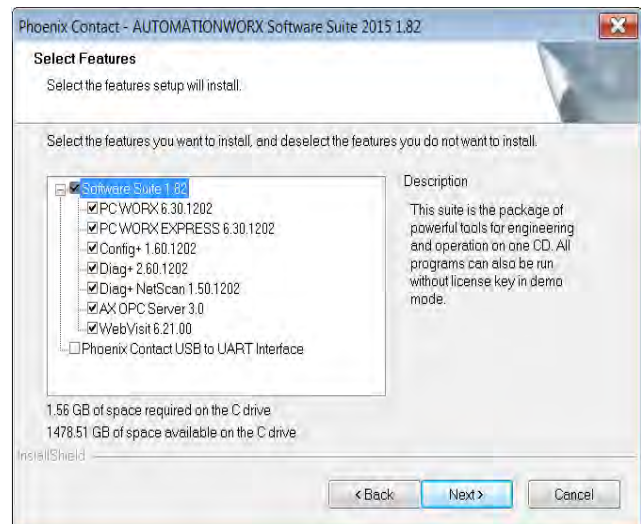 Phoenix Contact - AUTOMATIONWORX Software Suite 2015 1.82
Select Features
Select the features setup will install.
Select the features you want to install, and deselect the features you do not want to install.
Software Suite 1.82
PC WORX 6.30.1202
PC WORX EXPRESS 6.30.1202
Config+ 1.60.1202
Diag+ 2.60.1202
Diag+ NetScan 1.50.1202
AX OPC Server 3.0
WebVisit 6.21.00
Phoenix Contact USB to UART Interface
Description
This suite is the package of
powerful tools for engineering
and operation on one CD. All
programs can also be run
without license key in demo
mode.
1.56 GB of space required on the C drive
1478.51 GB of space available on the C drive
InstallShield
< Back
Next >
Cancel